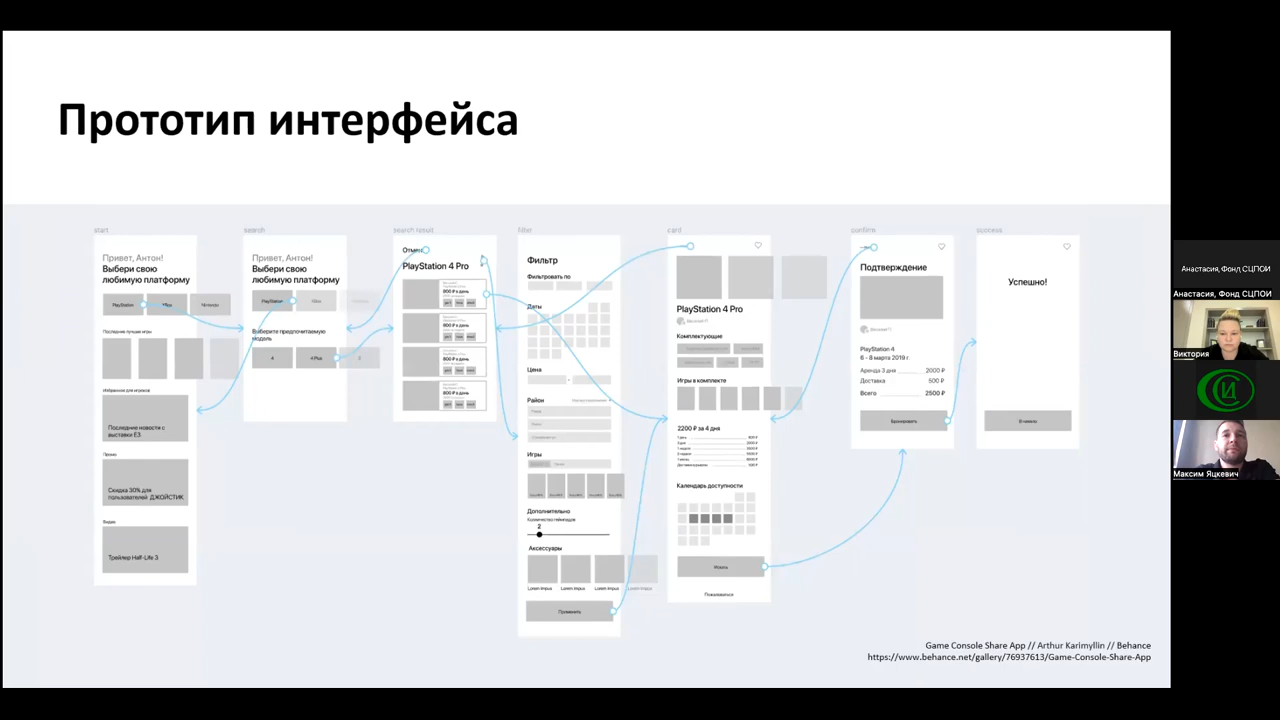 Прототип интерфейса
start
Привет, Антон!
Выбери свою
любимую платформу
PlayStation
XBox
Nintendo
Последние лучшие игры
Избранное для игроков
Последние новости с
выставки E3
Промо
Скидка 30% для
пользователей ДЖОЙСТИК
Видео
Трейлер Half-Life 3
search
Привет, Антон!
Выбери свою
любимую платформу
PlayStation
XBox
Выберите предпочитаемую
модель
4
4 Plus
search result
PlayStation 4 Pro
800 ₽ в день
800 ₽ в день
800 ₽ в день
800 ₽ в день
filter
Фильтр
Фильтровать по
Даты
Цена
Район
Игры
Дополнительно
Количество геймпадов
2
Аксессуары
Lorem Impus
Lorem Impus
Lorem Impus
Lorem Impus
Применить
card
PlayStation 4 Pro
Комплектующие
Игры в комплекте
2200 ₽ за 4 дня
Календарь доступности
Искать
Пожаловаться
confirm
Подтверждение
PlayStation 4
6 - 8 марта 2019 г.
Аренда 3 дня 2000 ₽
Доставка 500 ₽
Всего 2500 ₽
Бронировать
success
Успешно!
Game Console Share App // Arthur Karimyllin // Behance
https://www.behance.net/gallery/76937613/Game-Console-Share-App
Анастасия, Фонд СЦПОИ
Анастасия, Фонд СЦПОИ
Виктория
Максим Яцкевич